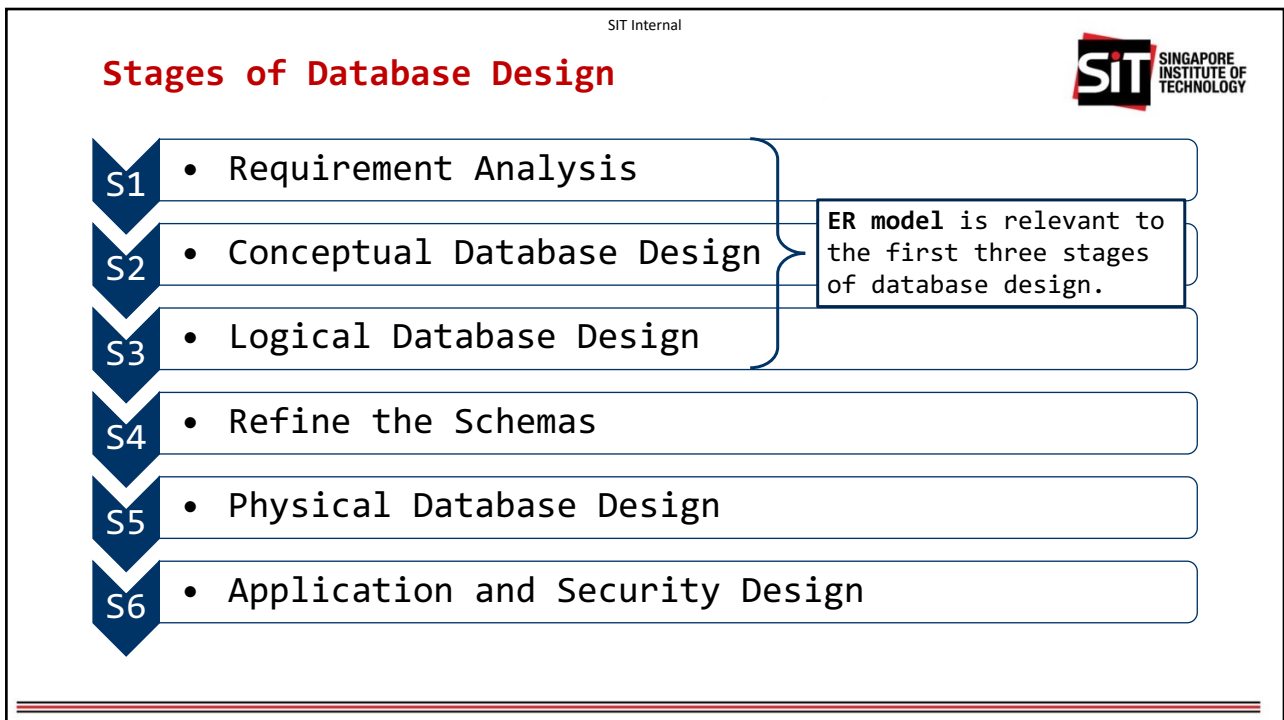 SIT Internal
Stages of Database Design
SiT SINGAPORE
INSTITUTE OF
TECHNOLOGY
S1 • Requirement Analysis
S2 • Conceptual Database Design
ER model is relevant to
the first three stages
of database design.
S3 • Logical Database Design
S4 • Refine the Schemas
S5 • Physical Database Design
S6 • Application and Security Design